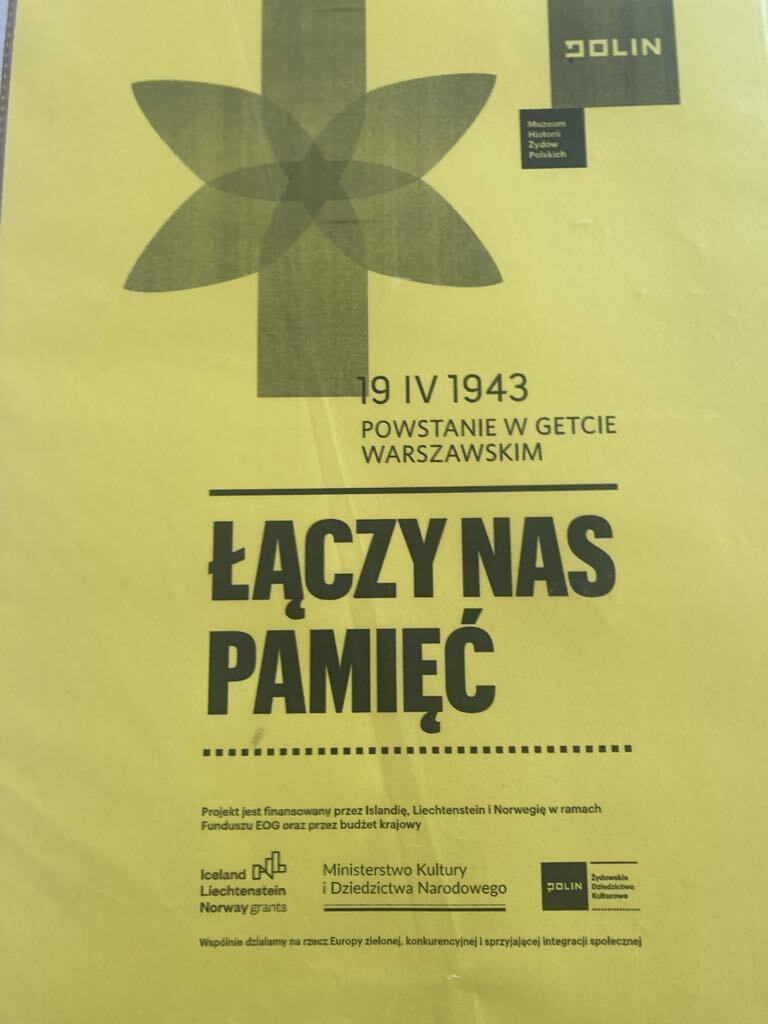 POLIN
Muzeum
Historii
Żydów
Polskich
19 IV 1943
POWSTANIE W GETCIE
WARSZAWSKIM
ŁĄCZY NAS
PAMIĘĆ
Projekt jest finansowany przez Islandię, Liechtenstein i Norwegię w ramach
Funduszu EOG oraz przez budżet krajowy
Iceland
Liechtenstein
Norway grants
Ministerstwo Kultury
i Dziedzictwa Narodowego
POLIN
Żydowskie
Dziedzictwo
Kulturowe
Wspólnie działamy na rzecz Europy zielonej, konkurencyjnej i sprzyjającej integracji społecznej